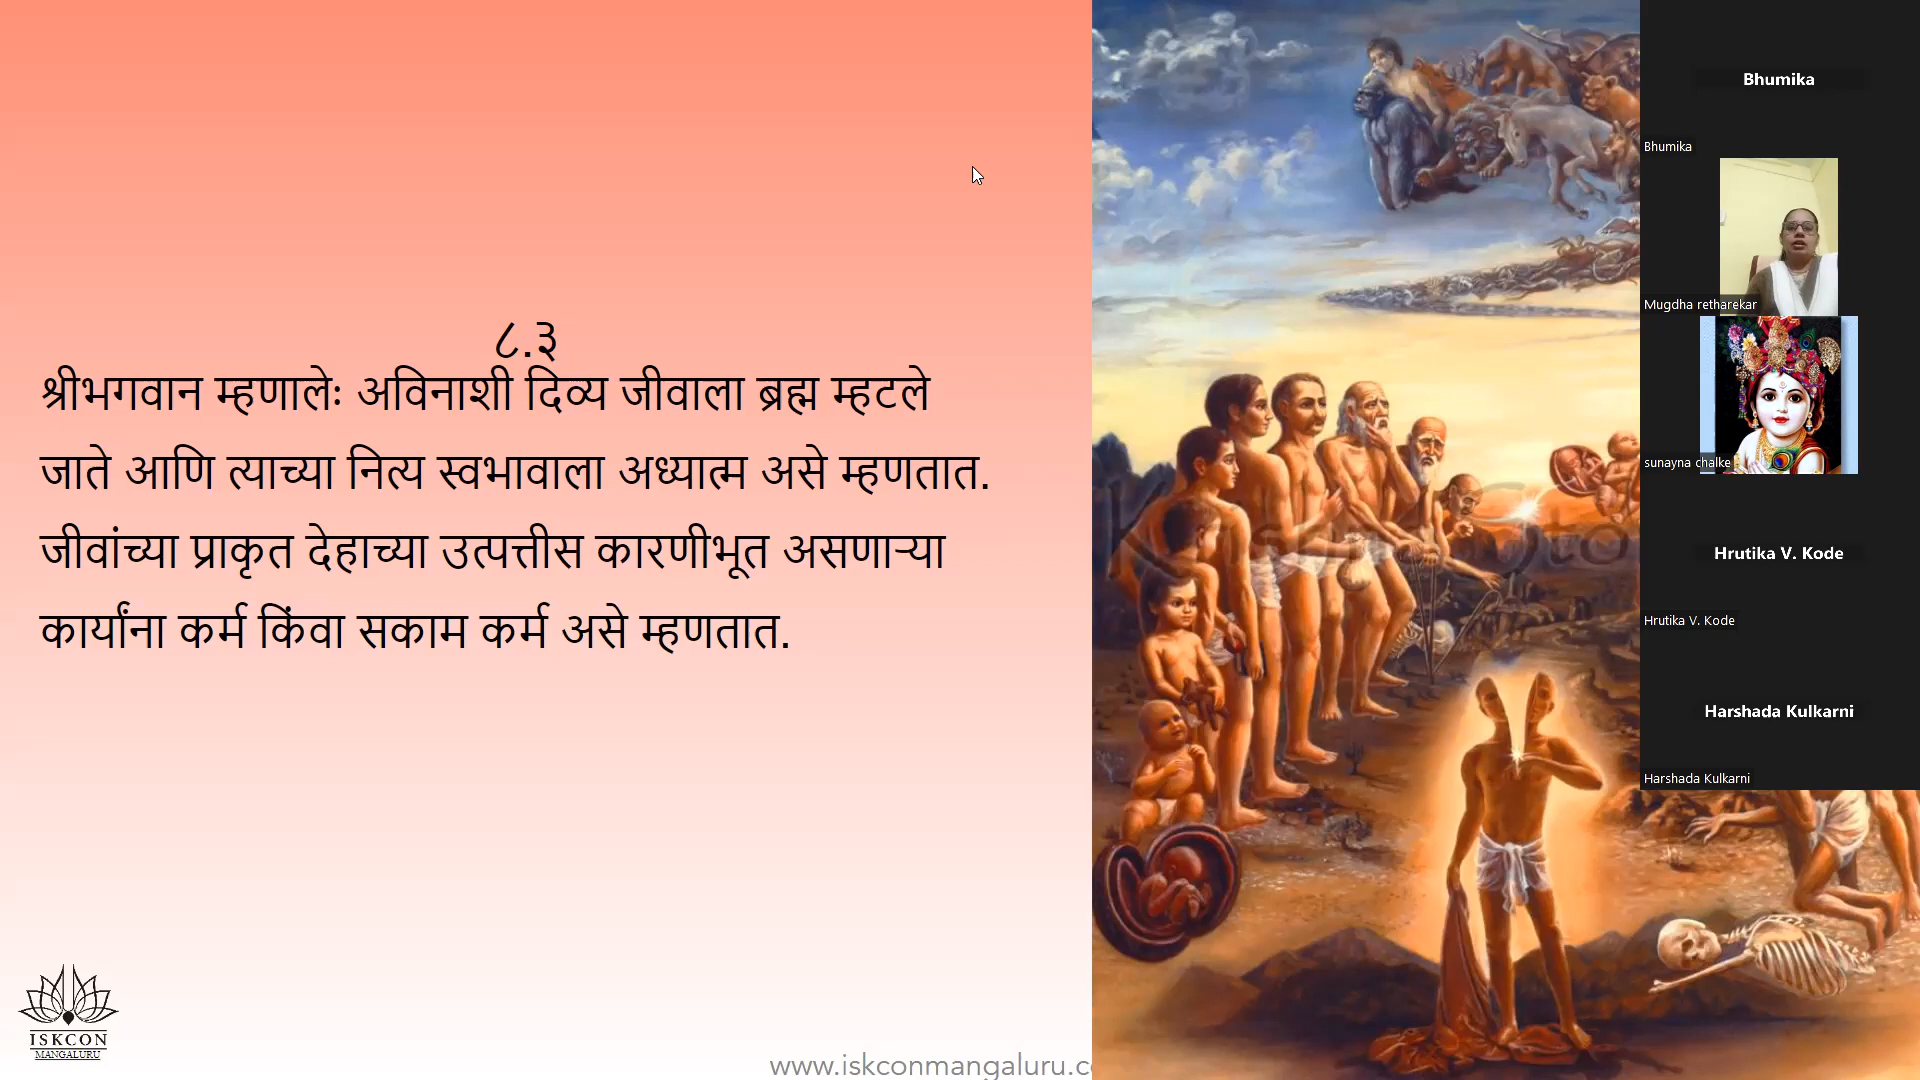 ८.३
श्रीभगवान म्हणालेः अविनाशी दिव्य जीवाला ब्रह्म म्हटले
जाते आणि त्याच्या नित्य स्वभावाला अध्यात्म असे म्हणतात.
जीवांच्या प्राकृत देहाच्या उत्पत्तीस कारणीभूत असणाऱ्या
कार्यांना कर्म किंवा सकाम कर्म असे म्हणतात.
ISKCON
MANGALURU
www.iskconmangaluru.c
Bhumika
Bhumika
Mugdha retharekar
sunayna chalke
Hrutika V. Kode
Hrutika V. Kode
Harshada Kulkarni
Harshada Kulkarni